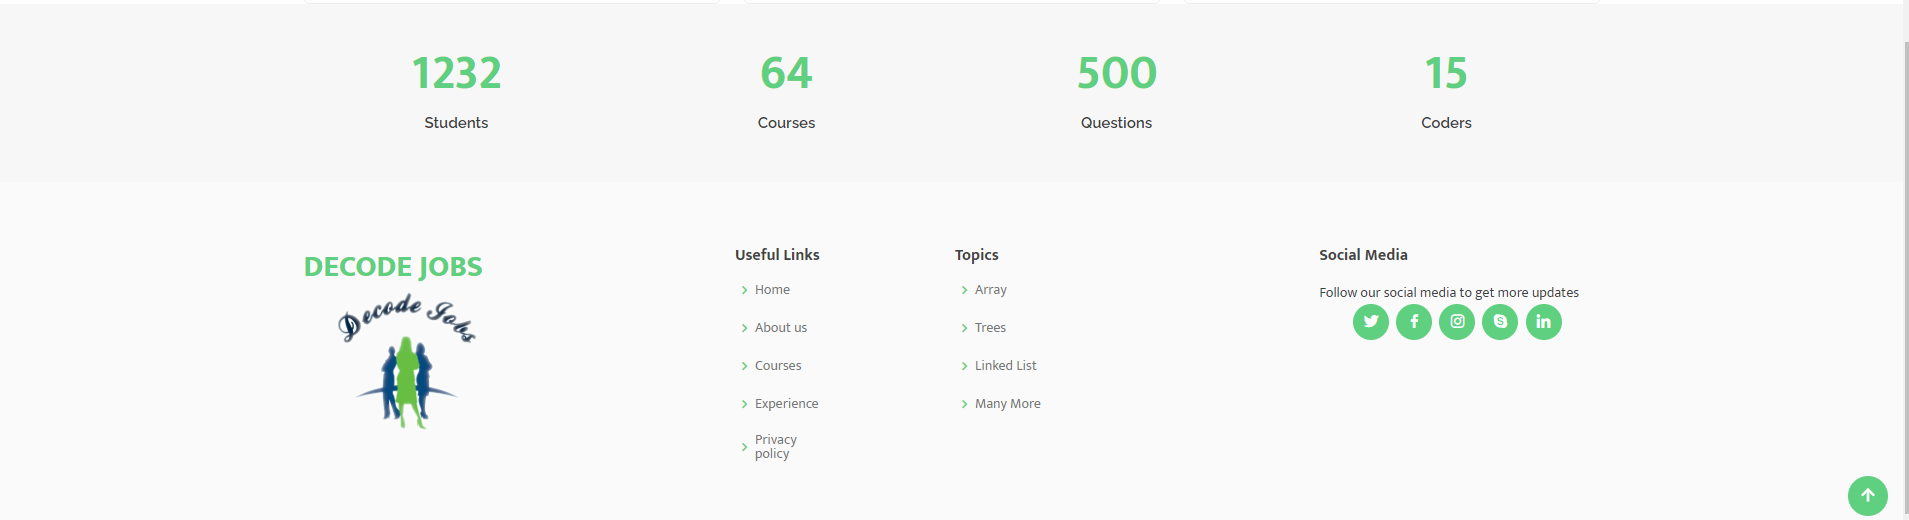 1232
Students
64
Courses
500
Questions
15
Coders
DECODE JOBS
Decode Jobs
Useful Links
Home
About us
Courses
Experience
Privacy
policy
Topics
Array
Trees
Linked List
Many More
Social Media
Follow our social media to get more updates